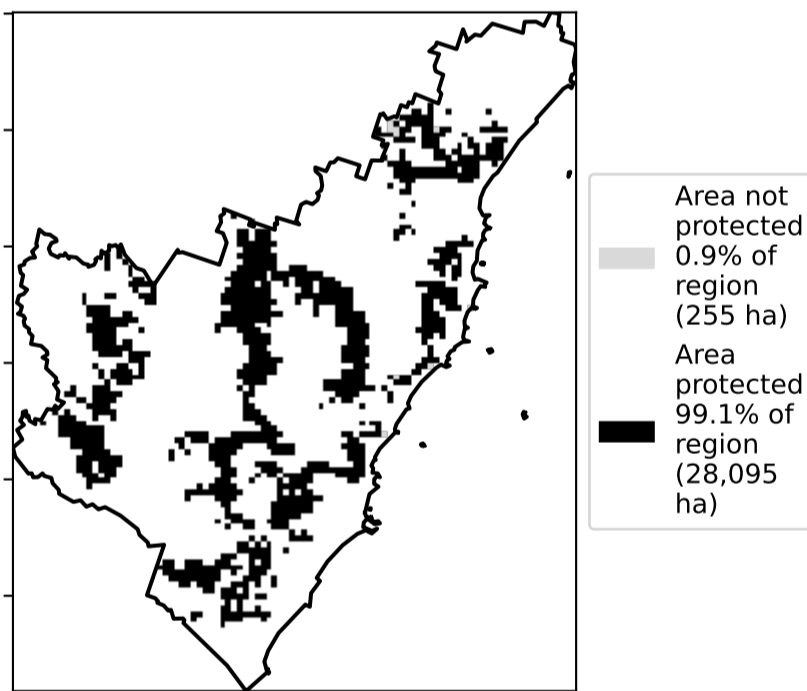 Area not
protected
0.9% of
region
(255 ha)
Area
protected
99.1% of
region
(28,095
ha)